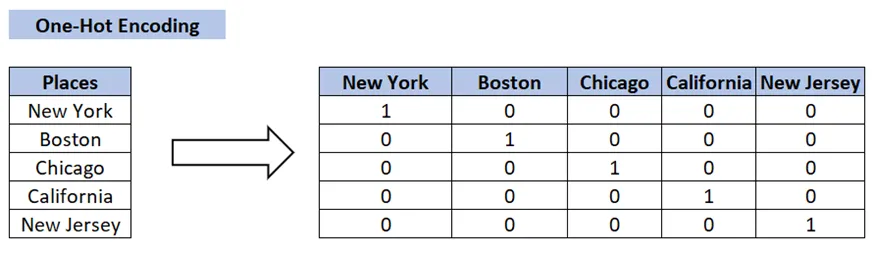 One-Hot Encoding
Places
New York
Boston
Chicago
California
New Jersey
New York Boston Chicago California New Jersey
1 0 0 0 0
0 1 0 0 0
0 0 1 0 0
0 0 0 1 0
0 0 0 0 1